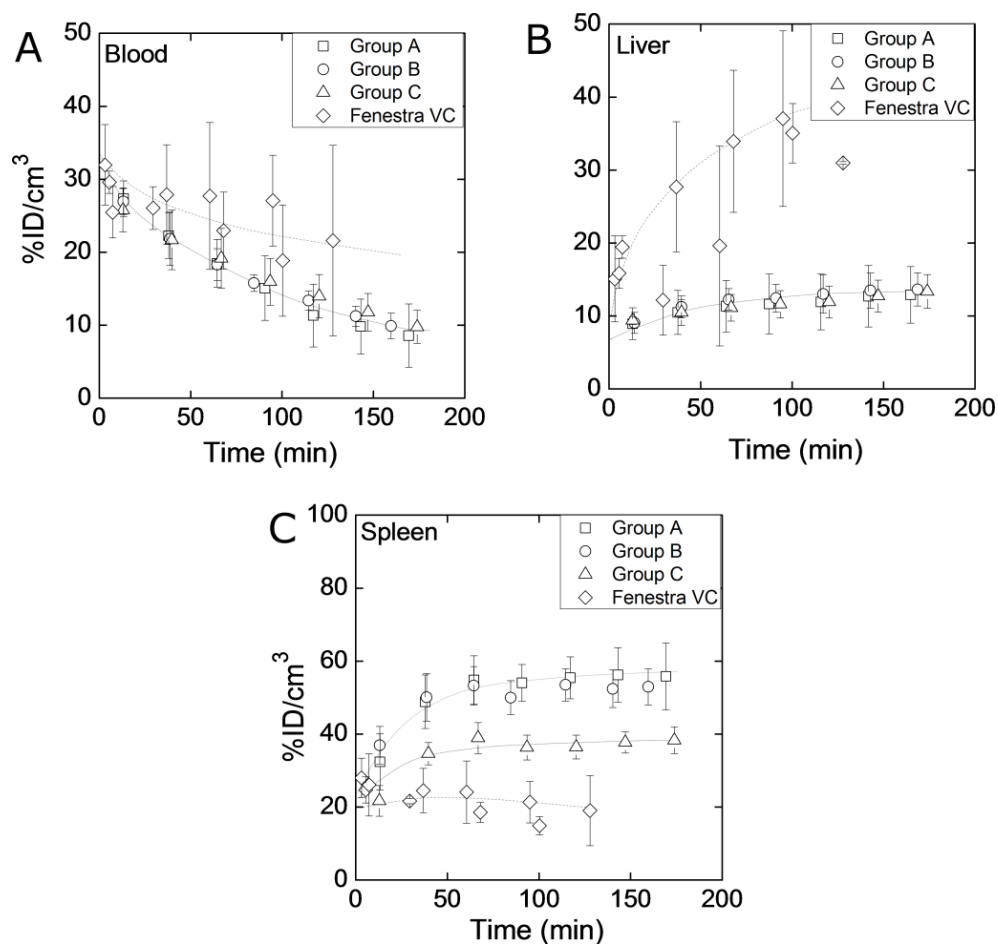 A
Blood
Group A
Group B
Group C
Fenestra VC
50
40
30
20
10
0
%ID/cm³
0 50 100 150 200
Time (min)
B
Liver
Group A
Group B
Group C
Fenestra VC
50
40
30
20
10
0
0 50 100 150 200
Time (min)
C
Spleen
Group A
Group B
Group C
Fenestra VC
100
80
60
40
20
0
%ID/cm³
0 50 100 150 200
Time (min)